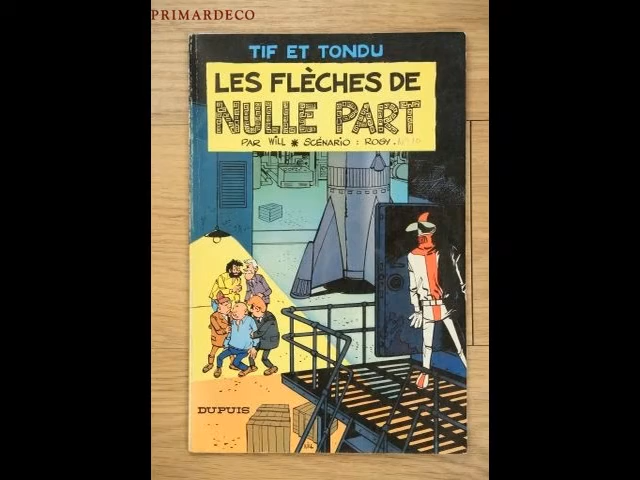 PRIMARDECO
TIF ET TONDU
LES FLÈCHES DE
NULLE PART
PAR WiLL * SCÉNARiO : ROSY.
DUPUIS